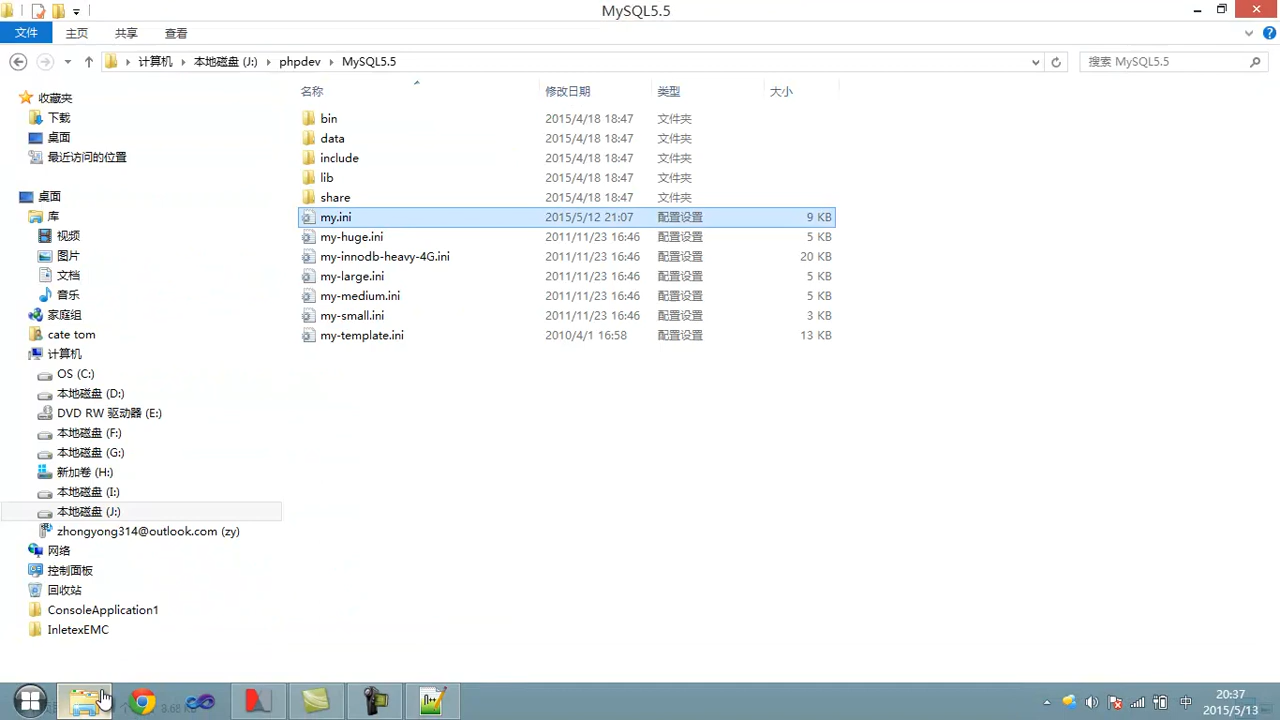 MySQL5.5
文件 主页 共享 查看
计算机 本地磁盘 (J:) phpdev MySQL5.5
搜索 MySQL5.5
名称 修改日期 类型 大小
bin 2015/4/18 18:47 文件夹
data 2015/4/18 18:47 文件夹
include 2015/4/18 18:47 文件夹
lib 2015/4/18 18:47 文件夹
share 2015/4/18 18:47 文件夹
my.ini 2015/5/12 21:07 配置设置 9 KB
my-huge.ini 2011/11/23 16:46 配置设置 5 KB
my-innodb-heavy-4G.ini 2011/11/23 16:46 配置设置 20 KB
my-large.ini 2011/11/23 16:46 配置设置 5 KB
my-medium.ini 2011/11/23 16:46 配置设置 5 KB
my-small.ini 2011/11/23 16:46 配置设置 3 KB
my-template.ini 2010/4/1 16:58 配置设置 13 KB
收藏夹
下载
桌面
最近访问的位置
桌面
库
视频
图片
文档
音乐
家庭组
cate tom
计算机
OS (C:)
本地磁盘 (D:)
DVD RW 驱动器 (E:)
本地磁盘 (F:)
本地磁盘 (G:)
新加卷 (H:)
本地磁盘 (I:)
本地磁盘 (J:)
zhongyong314@outlook.com (zy)
网络
控制面板
回收站
ConsoleApplication1
InletexEMC
8.68 KB
中
20:37
2015/5/13